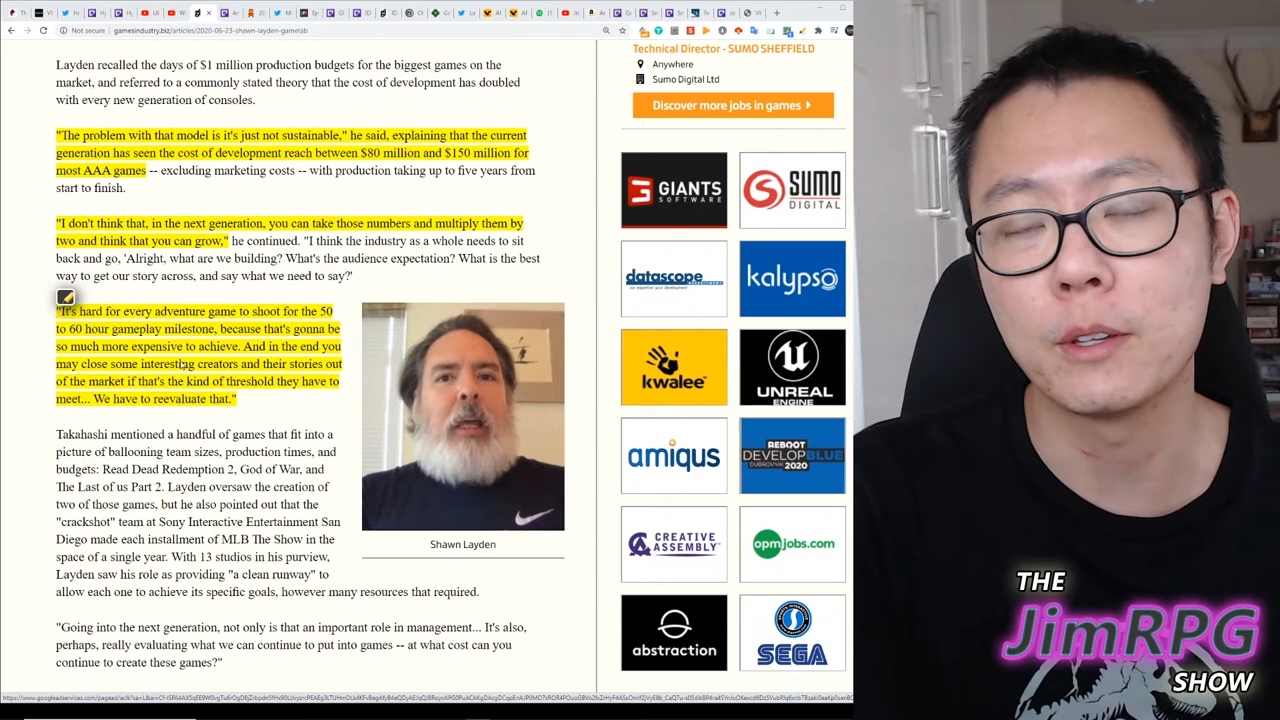 Not secure | gamesindustry.biz/articles/2020-06-23-shawn-layden-gamelab
Layden recalled the days of $1 million production budgets for the biggest games on the
market, and referred to a commonly stated theory that the cost of development has doubled
with every new generation of consoles.
"The problem with that model is it's just not sustainable," he said, explaining that the current
generation has seen the cost of development reach between $80 million and $150 million for
most AAA games -- excluding marketing costs -- with production taking up to five years from
start to finish.
"I don't think that, in the next generation, you can take those numbers and multiply them by
two and think that you can grow," he continued. "I think the industry as a whole needs to sit
back and go, 'Alright, what are we building? What's the audience expectation? What is the best
way to get our story across, and say what we need to say?'
"It's hard for every adventure game to shoot for the 50
to 60 hour gameplay milestone, because that's gonna be
so much more expensive to achieve. And in the end you
may close some interesting creators and their stories out
of the market if that's the kind of threshold they have to
meet... We have to reevaluate that."
Shawn Layden
Takahashi mentioned a handful of games that fit into a
picture of ballooning team sizes, production times, and
budgets: Read Dead Redemption 2, God of War, and
The Last of us Part 2. Layden oversaw the creation of
two of those games, but he also pointed out that the
"crackshot" team at Sony Interactive Entertainment San
Diego made each installment of MLB The Show in the
space of a single year. With 13 studios in his purview,
Layden saw his role as providing "a clean runway" to
allow each one to achieve its specific goals, however many resources that required.
"Going into the next generation, not only is that an important role in management... It's also,
perhaps, really evaluating what we can continue to put into games -- at what cost can you
continue to create these games?"
Technical Director - SUMO SHEFFIELD
Anywhere
Sumo Digital Ltd
Discover more jobs in games
GIANTS
SOFTWARE
SUMO
DIGITAL
datascope
kalypso
kwalee
UNREAL
ENGINE
amiqus
REBOOT
DEVELOPBLUE
DUBROVNIK 2020
CREATIVE
ASSEMBLY
opmjobs.com
abstraction
SEGA
THE
JimRPG
SHOW